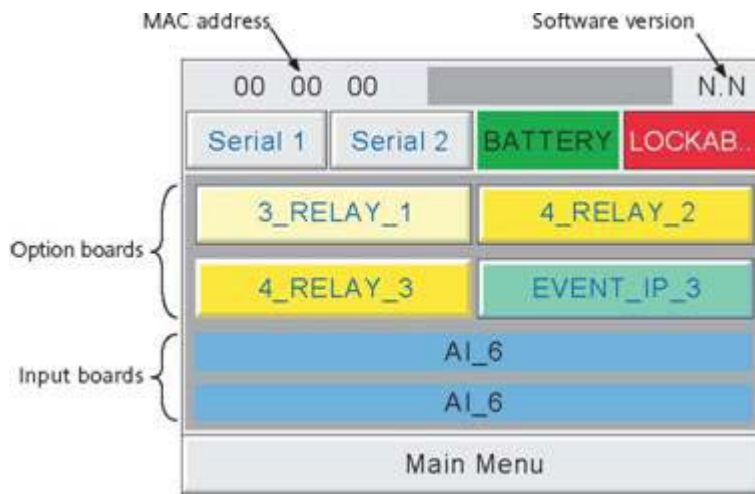 MAC address Software version
00 00 00 N.N
Serial 1 Serial 2 BATTERY LOCKAB..
3_RELAY_1 4_RELAY_2
Option boards
4_RELAY_3 EVENT_IP_3
AI_6
Input boards
AI_6
Main Menu